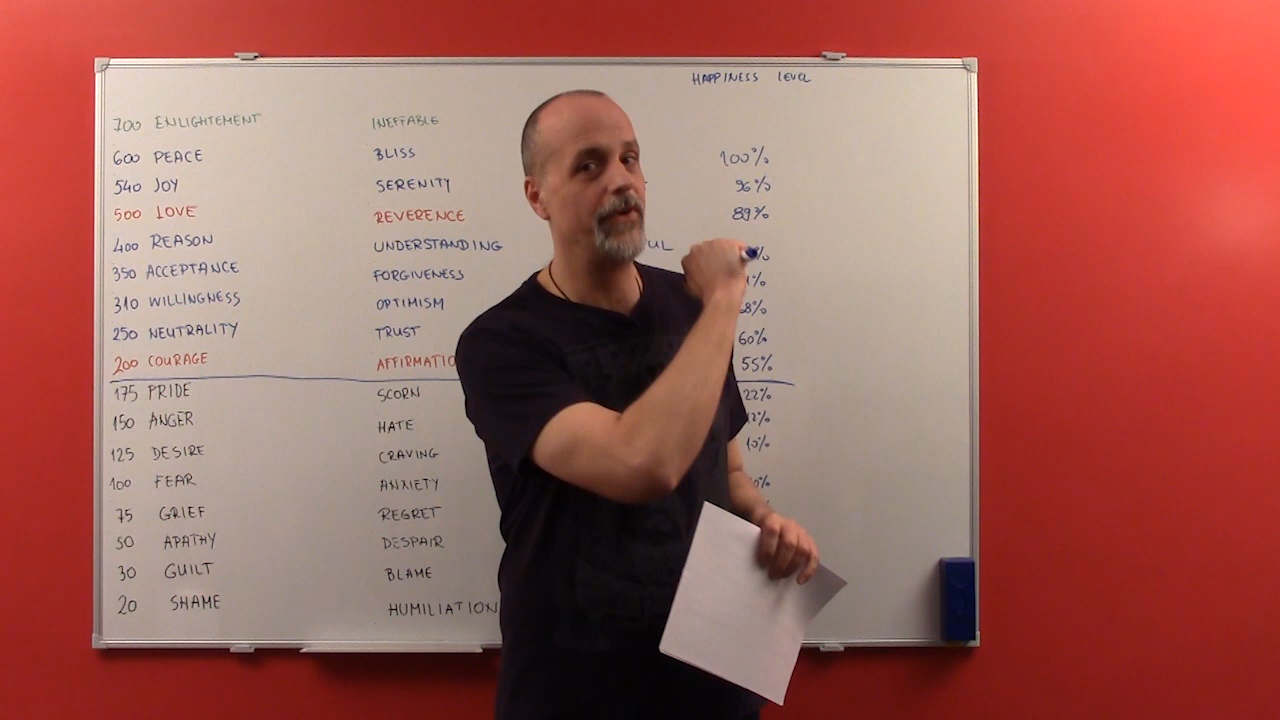 HAPPINESS LEVEL
700 ENLIGHTEMENT INEFFABLE
600 PEACE BLISS 100%
540 JOY SERENITY 96%
500 LOVE REVERENCE 89%
400 REASON UNDERSTANDING
350 ACCEPTANCE FORGIVENESS
310 WILLINGNESS OPTIMISM
250 NEUTRALITY TRUST 60%
200 COURAGE AFFIRMATIO 55%
175 PRIDE SCORN 22%
150 ANGER HATE
125 DESIRE CRAVING 10%
100 FEAR ANXIETY
75 GRIEF REGRET
50 APATHY DESPAIR
30 GUILT BLAME
20 SHAME HUMILIATION